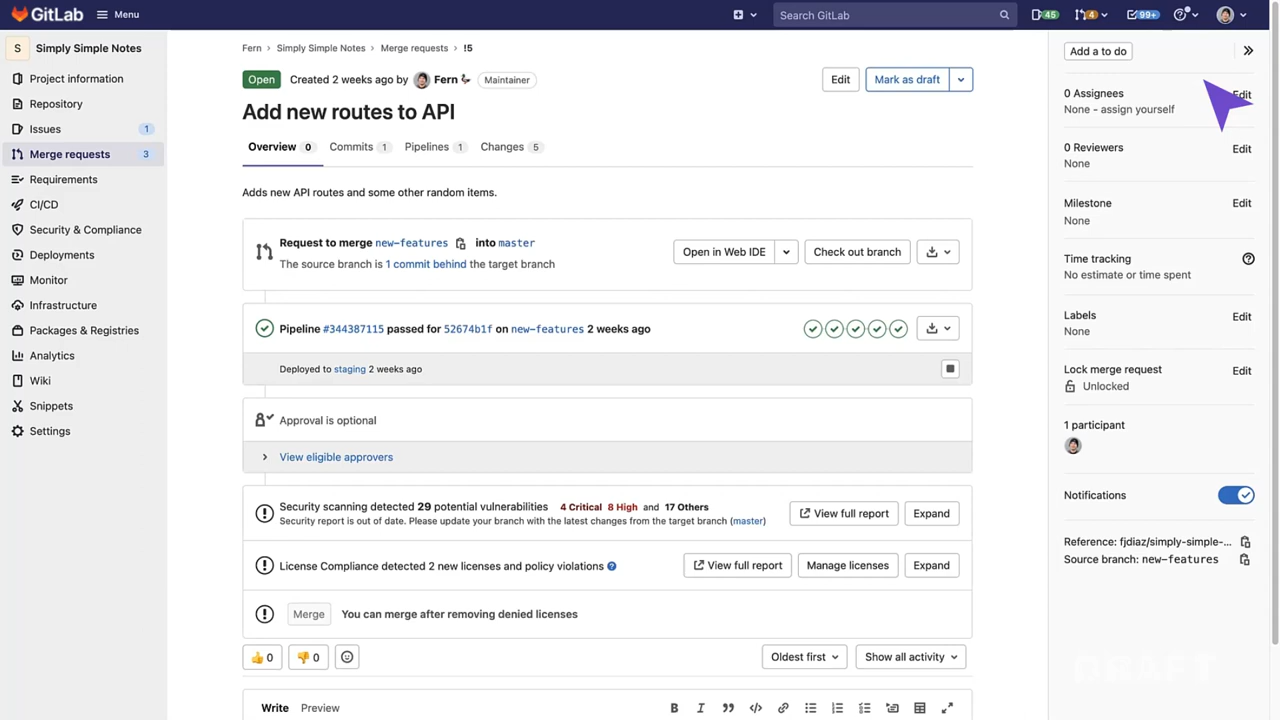 GitLab
Menu
Search GitLab
45
4
99+
S
Simply Simple Notes
Project information
Repository
Issues
1
Merge requests
3
Requirements
CI/CD
Security & Compliance
Deployments
Monitor
Infrastructure
Packages & Registries
Analytics
Wiki
Snippets
Settings
Fern
Simply Simple Notes
Merge requests
!5
Open
Created 2 weeks ago by
Fern
Maintainer
Edit
Mark as draft
Add new routes to API
Overview 0
Commits 1
Pipelines 1
Changes 5
Adds new API routes and some other random items.
Request to merge new-features into master
The source branch is 1 commit behind the target branch
Open in Web IDE
Check out branch
Pipeline #344387115 passed for 52674b1f on new-features 2 weeks ago
Deployed to staging 2 weeks ago
Approval is optional
View eligible approvers
Security scanning detected 29 potential vulnerabilities 4 Critical 8 High and 17 Others
Security report is out of date. Please update your branch with the latest changes from the target branch (master)
View full report
Expand
License Compliance detected 2 new licenses and policy violations
View full report
Manage licenses
Expand
Merge
You can merge after removing denied licenses
0
0
Oldest first
Show all activity
Write
Preview
Add a to do
0 Assignees
Edit
None - assign yourself
0 Reviewers
Edit
None
Milestone
Edit
None
Time tracking
No estimate or time spent
Labels
Edit
None
Lock merge request
Edit
Unlocked
1 participant
Notifications
Reference: fjdiaz/simply-simple-...
Source branch: new-features
DRAFT